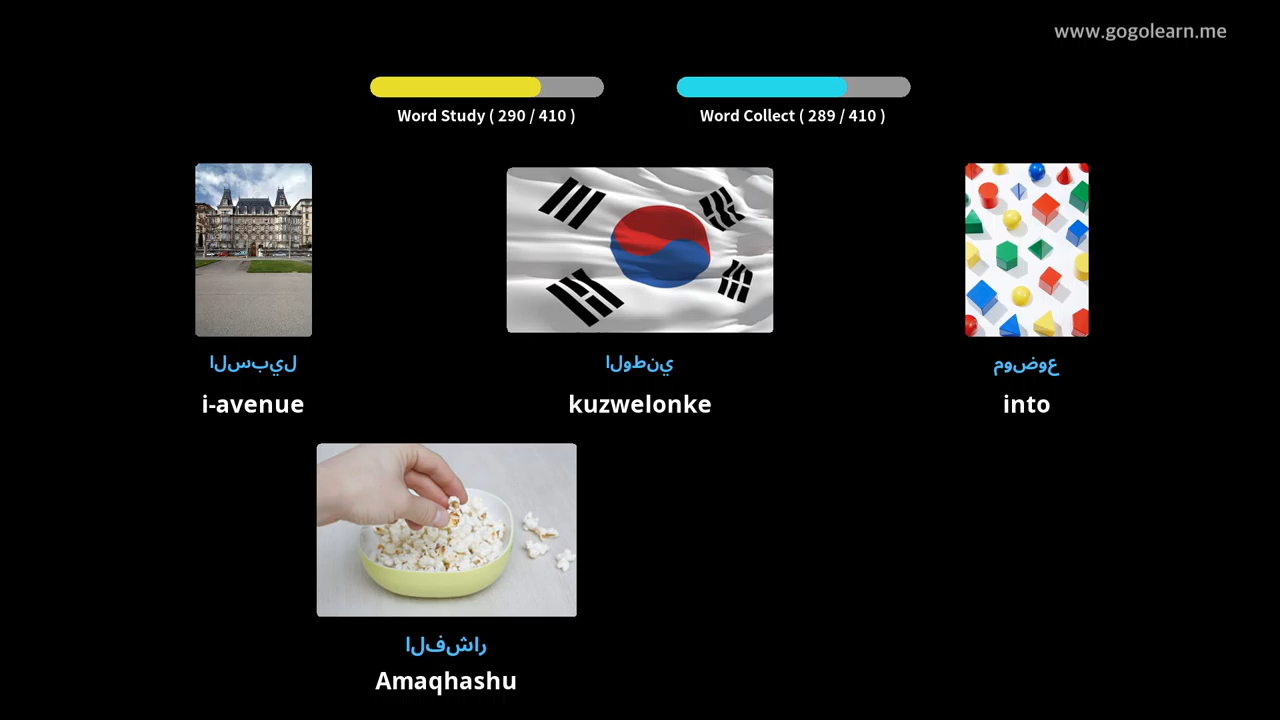 www.gogolearn.me
Word Study ( 290 / 410 )
Word Collect ( 289 / 410 )
السبيل
i-avenue
الوطني
kuzwelonke
موضوع
into
الفشار
Amaqhashu